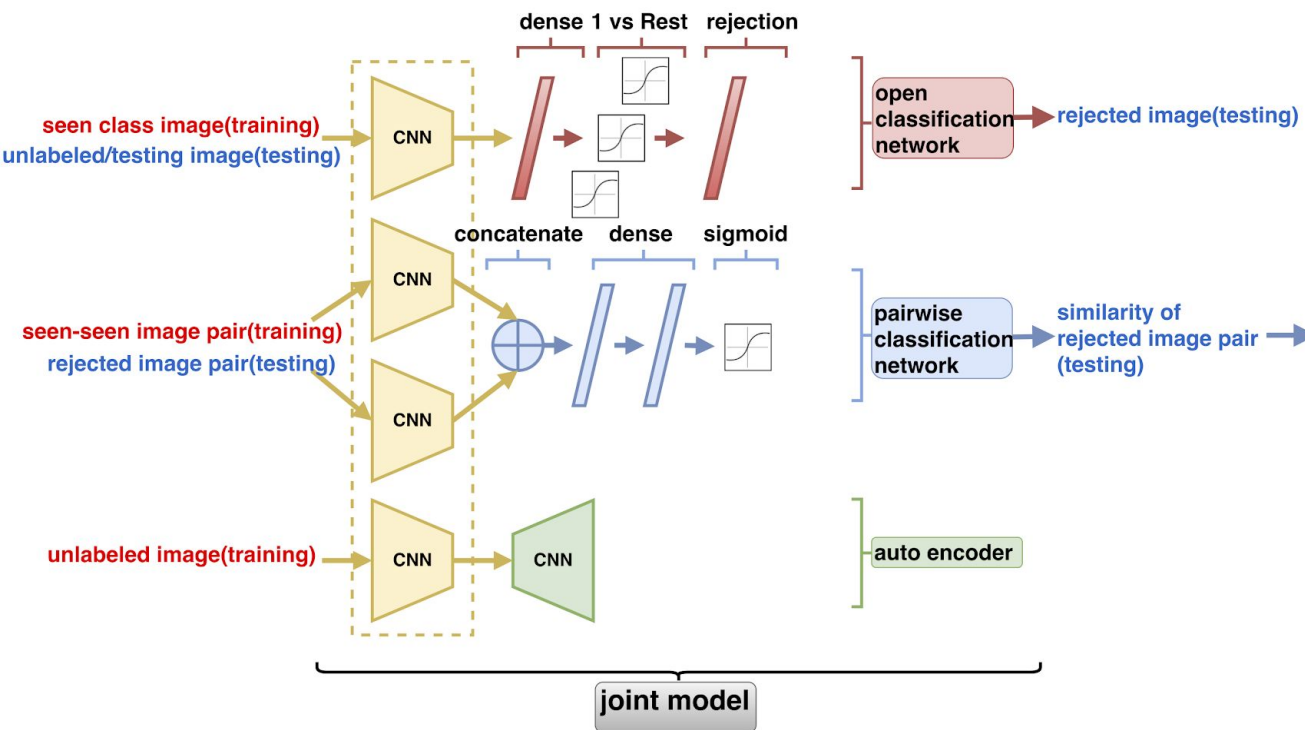 dense 1 vs Rest rejection
seen class image(training)
unlabeled/testing image(testing)
CNN
open
classification
network
rejected image(testing)
concatenate dense sigmoid
CNN
seen-seen image pair(training)
rejected image pair(testing)
CNN
pairwise
classification
network
similarity of
rejected image pair
(testing)
unlabeled image(training)
CNN
CNN
auto encoder
joint model